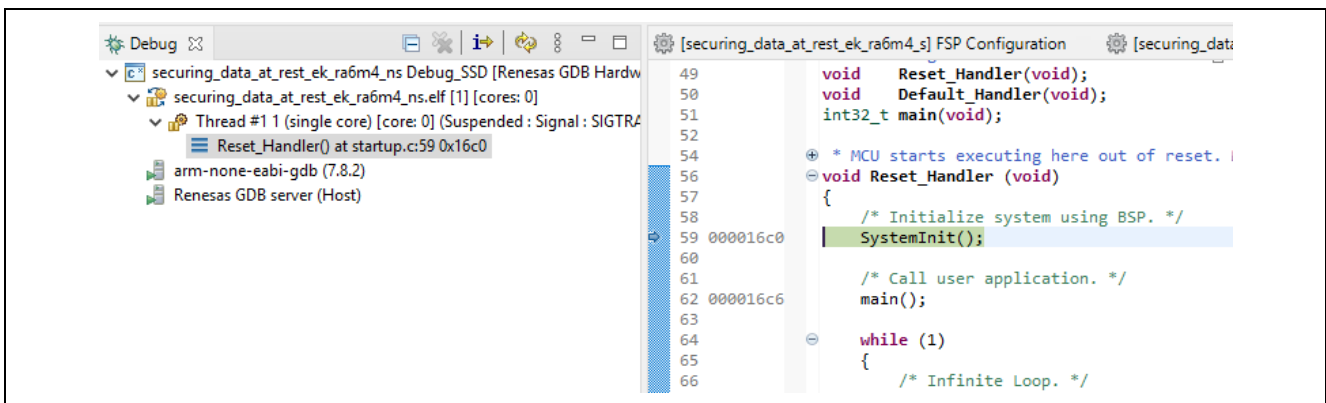 Debug
securing_data_at_rest_ek_ra6m4_ns Debug_SSD [Renesas GDB Hardw
securing_data_at_rest_ek_ra6m4_ns.elf [1] [cores: 0]
Thread #1 1 (single core) [core: 0] (Suspended : Signal : SIGTRA
Reset_Handler() at startup.c:59 0x16c0
arm-none-eabi-gdb (7.8.2)
Renesas GDB server (Host)
[securing_data_at_rest_ek_ra6m4_s] FSP Configuration [securing_data
49 void Reset_Handler(void);
50 void Default_Handler(void);
51 int32_t main(void);
52
54 * MCU starts executing here out of reset.
56 void Reset_Handler (void)
57 {
58 /* Initialize system using BSP. */
59 000016c0 SystemInit();
60
61 /* Call user application. */
62 000016c6 main();
63
64 while (1)
65 {
66 /* Infinite Loop. */